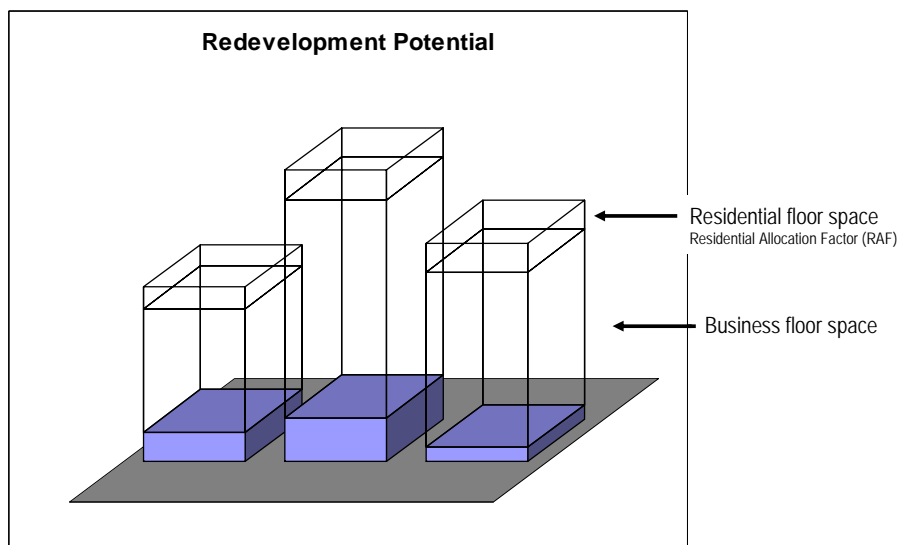 Redevelopment Potential
Residential floor space
Residential Allocation Factor (RAF)
Business floor space